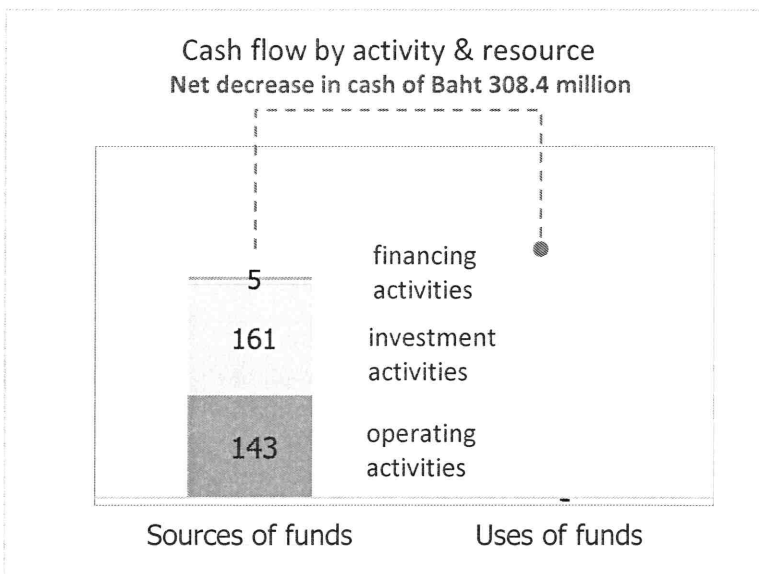 Cash flow by activity & resource
Net decrease in cash of Baht 308.4 million
5
financing
activities
161
investment
activities
143
operating
activities
-
Sources of funds
Uses of funds